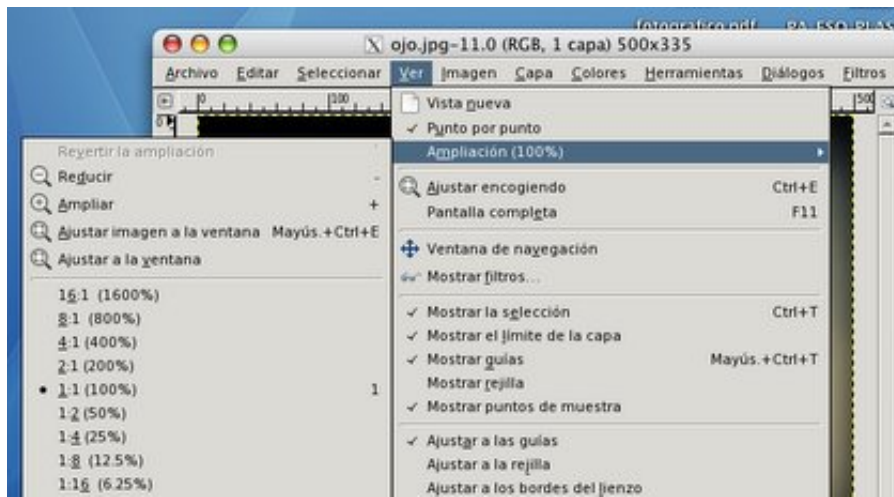 fotografico.pdf PA_ESO_PLAS
ojo.jpg-11.0 (RGB, 1 capa) 500x335
Archivo Editar Seleccionar Ver Imagen Capa Colores Herramientas Diálogos Filtros
0 100 500
0
Vista nueva
✓ Punto por punto
Ampliación (100%)
Ajustar encogiendo Ctrl+E
Pantalla completa F11
Ventana de navegación
Mostrar filtros...
✓ Mostrar la selección Ctrl+T
✓ Mostrar el límite de la capa
✓ Mostrar guías Mayús.+Ctrl+T
Mostrar rejilla
✓ Mostrar puntos de muestra
✓ Ajustar a las guías
Ajustar a la rejilla
Ajustar a los bordes del lienzo
Revertir la ampliación `
Reducir -
Ampliar +
Ajustar imagen a la ventana Mayús.+Ctrl+E
Ajustar a la ventana
16:1 (1600%)
8:1 (800%)
4:1 (400%)
2:1 (200%)
• 1:1 (100%) 1
1:2 (50%)
1:4 (25%)
1:8 (12.5%)
1:16 (6.25%)